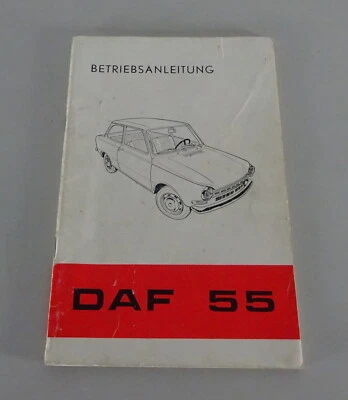 BETRIEBSANLEITUNG
DAF 55